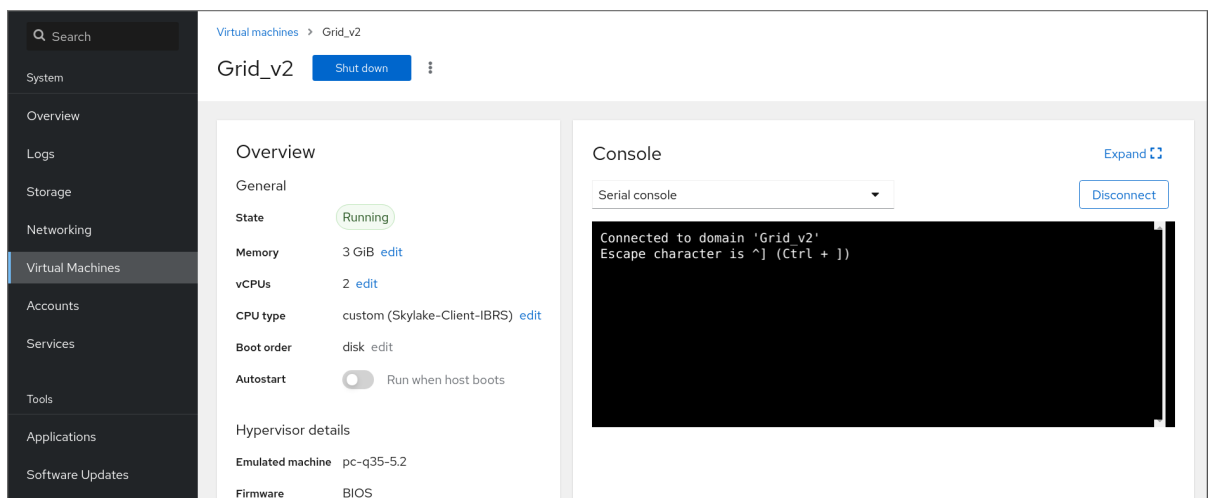 Search
System
Overview
Logs
Storage
Networking
Virtual Machines
Accounts
Services
Tools
Applications
Software Updates
Virtual machines > Grid_v2
Grid_v2 Shut down
Overview
General
State Running
Memory 3 GiB edit
vCPUs 2 edit
CPU type custom (Skylake-Client-IBRS) edit
Boot order disk edit
Autostart Run when host boots
Hypervisor details
Emulated machine pc-q35-5.2
Firmware BIOS
Console Expand
Serial console Disconnect
Connected to domain 'Grid_v2'
Escape character is ^] (Ctrl + ])